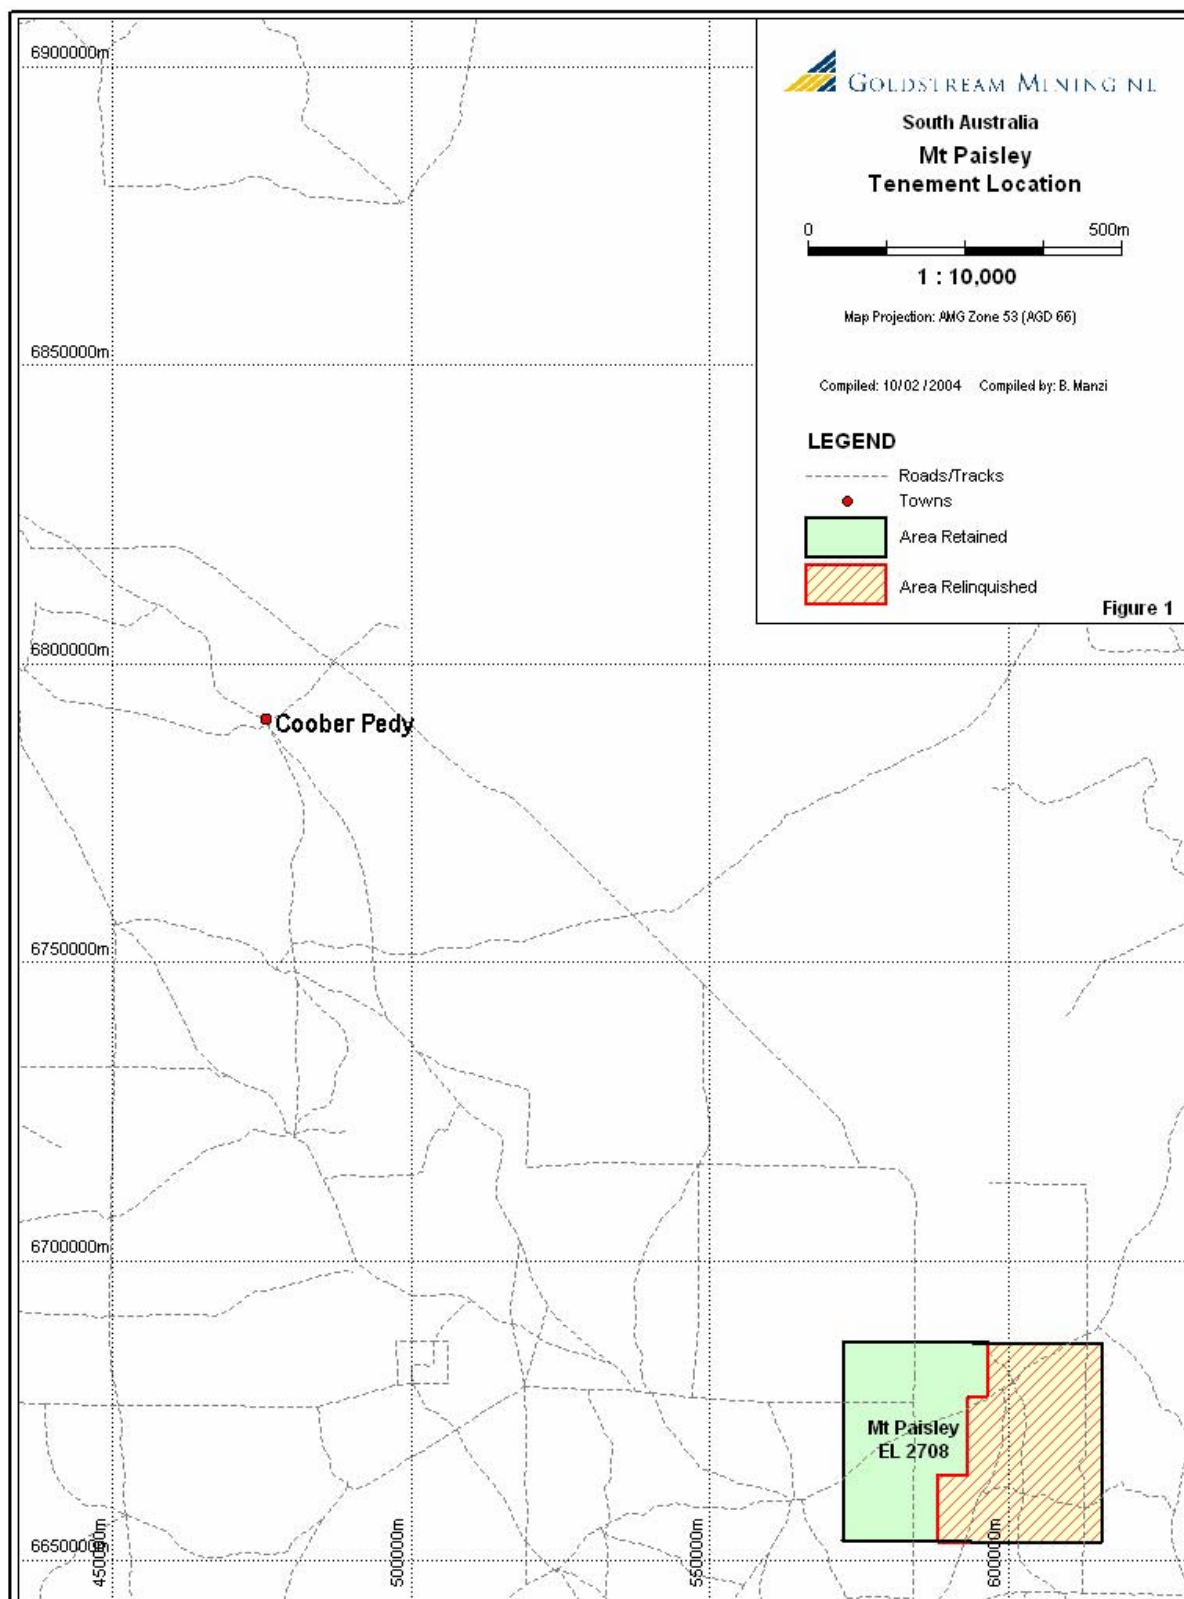 6900000m
GOLDSTREAM MINING NL
South Australia
Mt Paisley
Tenement Location
0 500m
1 : 10,000
Map Projection: AMG Zone 53 (AGD 66)
6850000m
Compiled: 10/02/2004 Compiled by: B. Manzi
LEGEND
Roads/Tracks
Towns
Area Retained
Area Relinquished
Figure 1
6800000m
Coober Pedy
6750000m
6700000m
Mt Paisley
EL 2708
6650000m
450000m
500000m
550000m
600000m